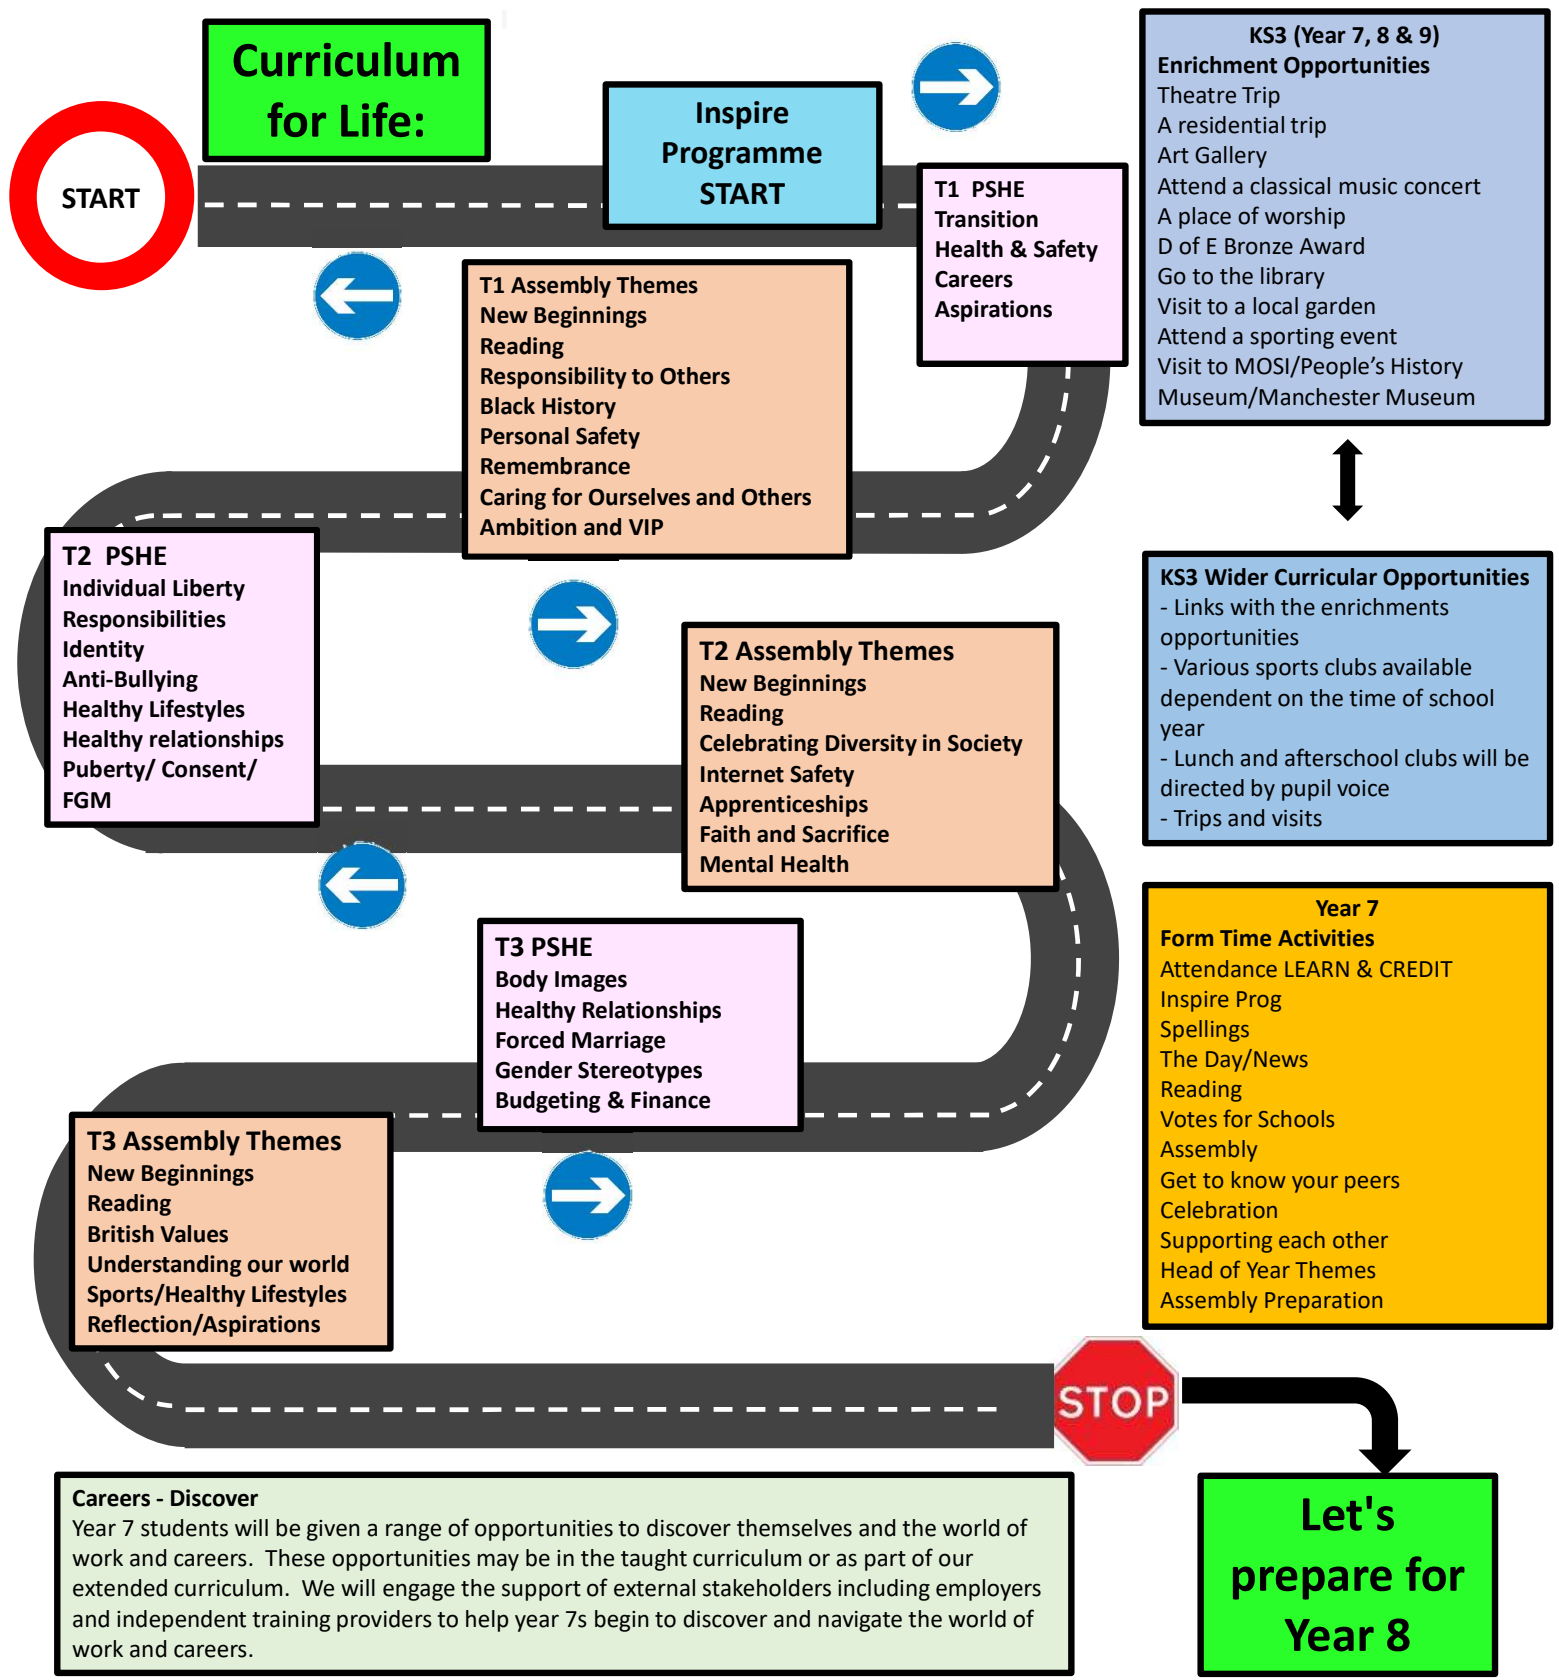 Curriculum
for Life:
START
Inspire
Programme
START
T1  PSHE
Transition
Health & Safety
Careers
Aspirations
T1 Assembly Themes
New Beginnings
Reading
Responsibility to Others
Black History
Personal Safety
Remembrance
Caring for Ourselves and Others
Ambition and VIP
T2  PSHE
Individual Liberty
Responsibilities
Identity
Anti-Bullying
Healthy Lifestyles
Healthy relationships
Puberty/ Consent/
FGM
T2 Assembly Themes
New Beginnings
Reading
Celebrating Diversity in Society
Internet Safety
Apprenticeships
Faith and Sacrifice
Mental Health
T3 PSHE
Body Images
Healthy Relationships
Forced Marriage
Gender Stereotypes
Budgeting & Finance
T3 Assembly Themes
New Beginnings
Reading
British Values
Understanding our world
Sports/Healthy Lifestyles
Reflection/Aspirations
STOP
KS3 (Year 7, 8 & 9)
Enrichment Opportunities
Theatre Trip
A residential trip
Art Gallery
Attend a classical music concert
A place of worship
D of E Bronze Award
Go to the library
Visit to a local garden
Attend a sporting event
Visit to MOSI/People's History
Museum/Manchester Museum
KS3 Wider Curricular Opportunities
- Links with the enrichments
opportunities
- Various sports clubs available
dependent on the time of school
year
- Lunch and afterschool clubs will be
directed by pupil voice
- Trips and visits
Year 7
Form Time Activities
Attendance LEARN & CREDIT
Inspire Prog
Spellings
The Day/News
Reading
Votes for Schools
Assembly
Get to know your peers
Celebration
Supporting each other
Head of Year Themes
Assembly Preparation
Careers - Discover
Year 7 students will be given a range of opportunities to discover themselves and the world of
work and careers.  These opportunities may be in the taught curriculum or as part of our
extended curriculum.  We will engage the support of external stakeholders including employers
and independent training providers to help year 7s begin to discover and navigate the world of
work and careers.
Let's
prepare for
Year 8